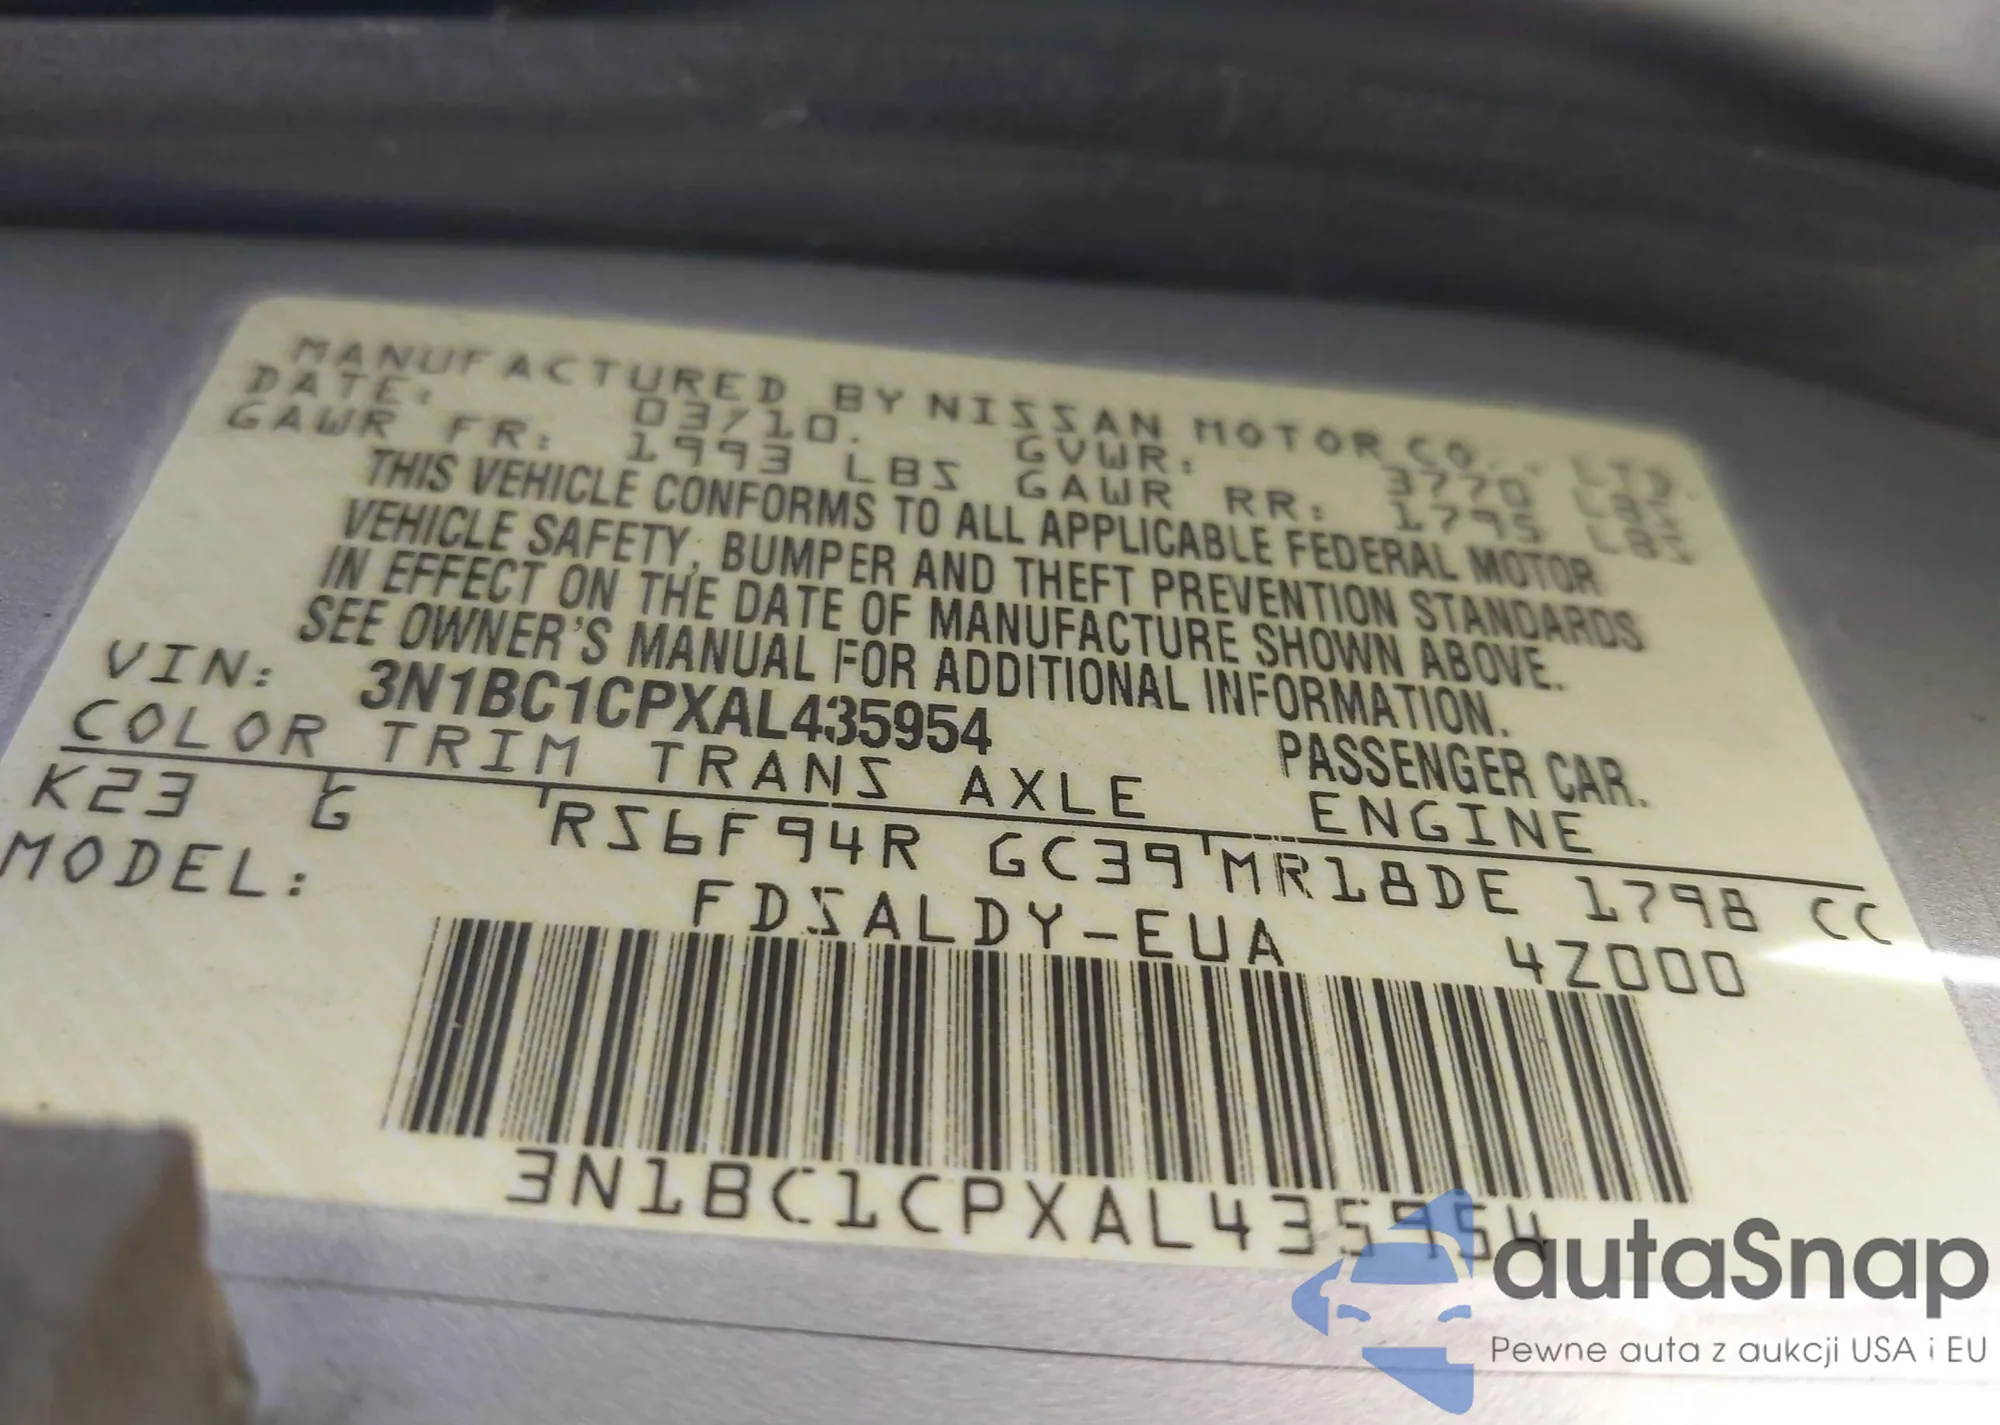 MANUFACTURED BY NISSAN MOTOR CO., LTD.
DATE: 03/10. GVWR: 3770 LBS
GAWR FR: 1993 LBS GAWR RR: 1795 LBS
THIS VEHICLE CONFORMS TO ALL APPLICABLE FEDERAL MOTOR
VEHICLE SAFETY, BUMPER AND THEFT PREVENTION STANDARDS
IN EFFECT ON THE DATE OF MANUFACTURE SHOWN ABOVE.
SEE OWNER'S MANUAL FOR ADDITIONAL INFORMATION.
VIN: 3N1BC1CPXAL435954 PASSENGER CAR.
COLOR TRIM TRANS AXLE ENGINE
K23 G RS6F94R GC39 MR18DE 1798 CC
MODEL: FDSALDY-EUA 4Z000
3N1BC1CPXAL435954
autaSnap
Pewne auta z aukcji USA i EU